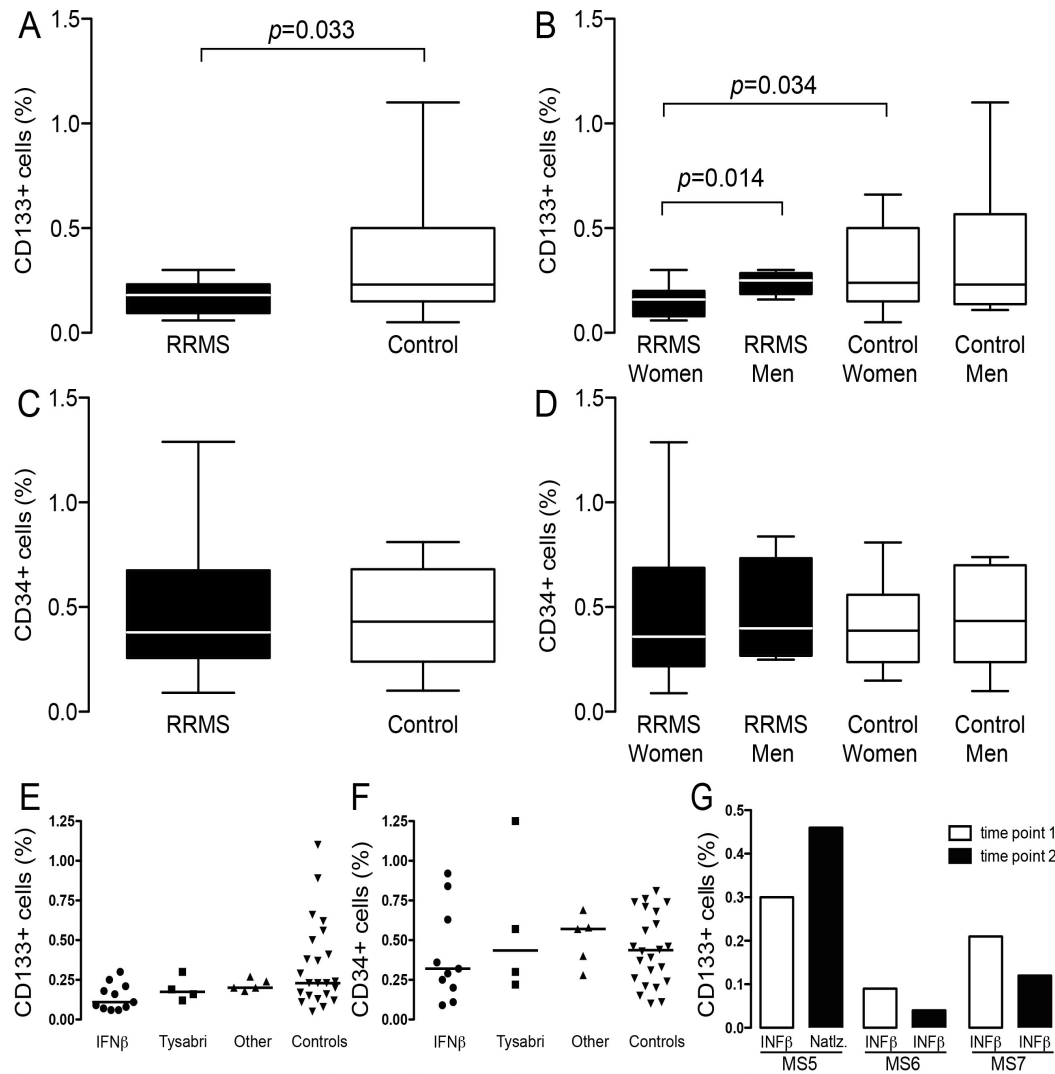 A
1.5
1.0
0.5
0.0
CD133+ cells (%)
p=0.033
RRMS
Control
B
1.5
1.0
0.5
0.0
CD133+ cells (%)
p=0.034
p=0.014
RRMS Women
RRMS Men
Control Women
Control Men
C
1.5
1.0
0.5
0.0
CD34+ cells (%)
RRMS
Control
D
1.5
1.0
0.5
0.0
CD34+ cells (%)
RRMS Women
RRMS Men
Control Women
Control Men
E
1.25
1.00
0.75
0.50
0.25
0.00
CD133+ cells (%)
IFNβ
Tysabri
Other
Controls
F
1.25
1.00
0.75
0.50
0.25
0.00
CD34+ cells (%)
IFNβ
Tysabri
Other
Controls
G
0.5
0.4
0.3
0.2
0.1
0.0
CD133+ cells (%)
time point 1
time point 2
INFβ
Natlz.
INFβ
INFβ
INFβ
INFβ
MS5
MS6
MS7